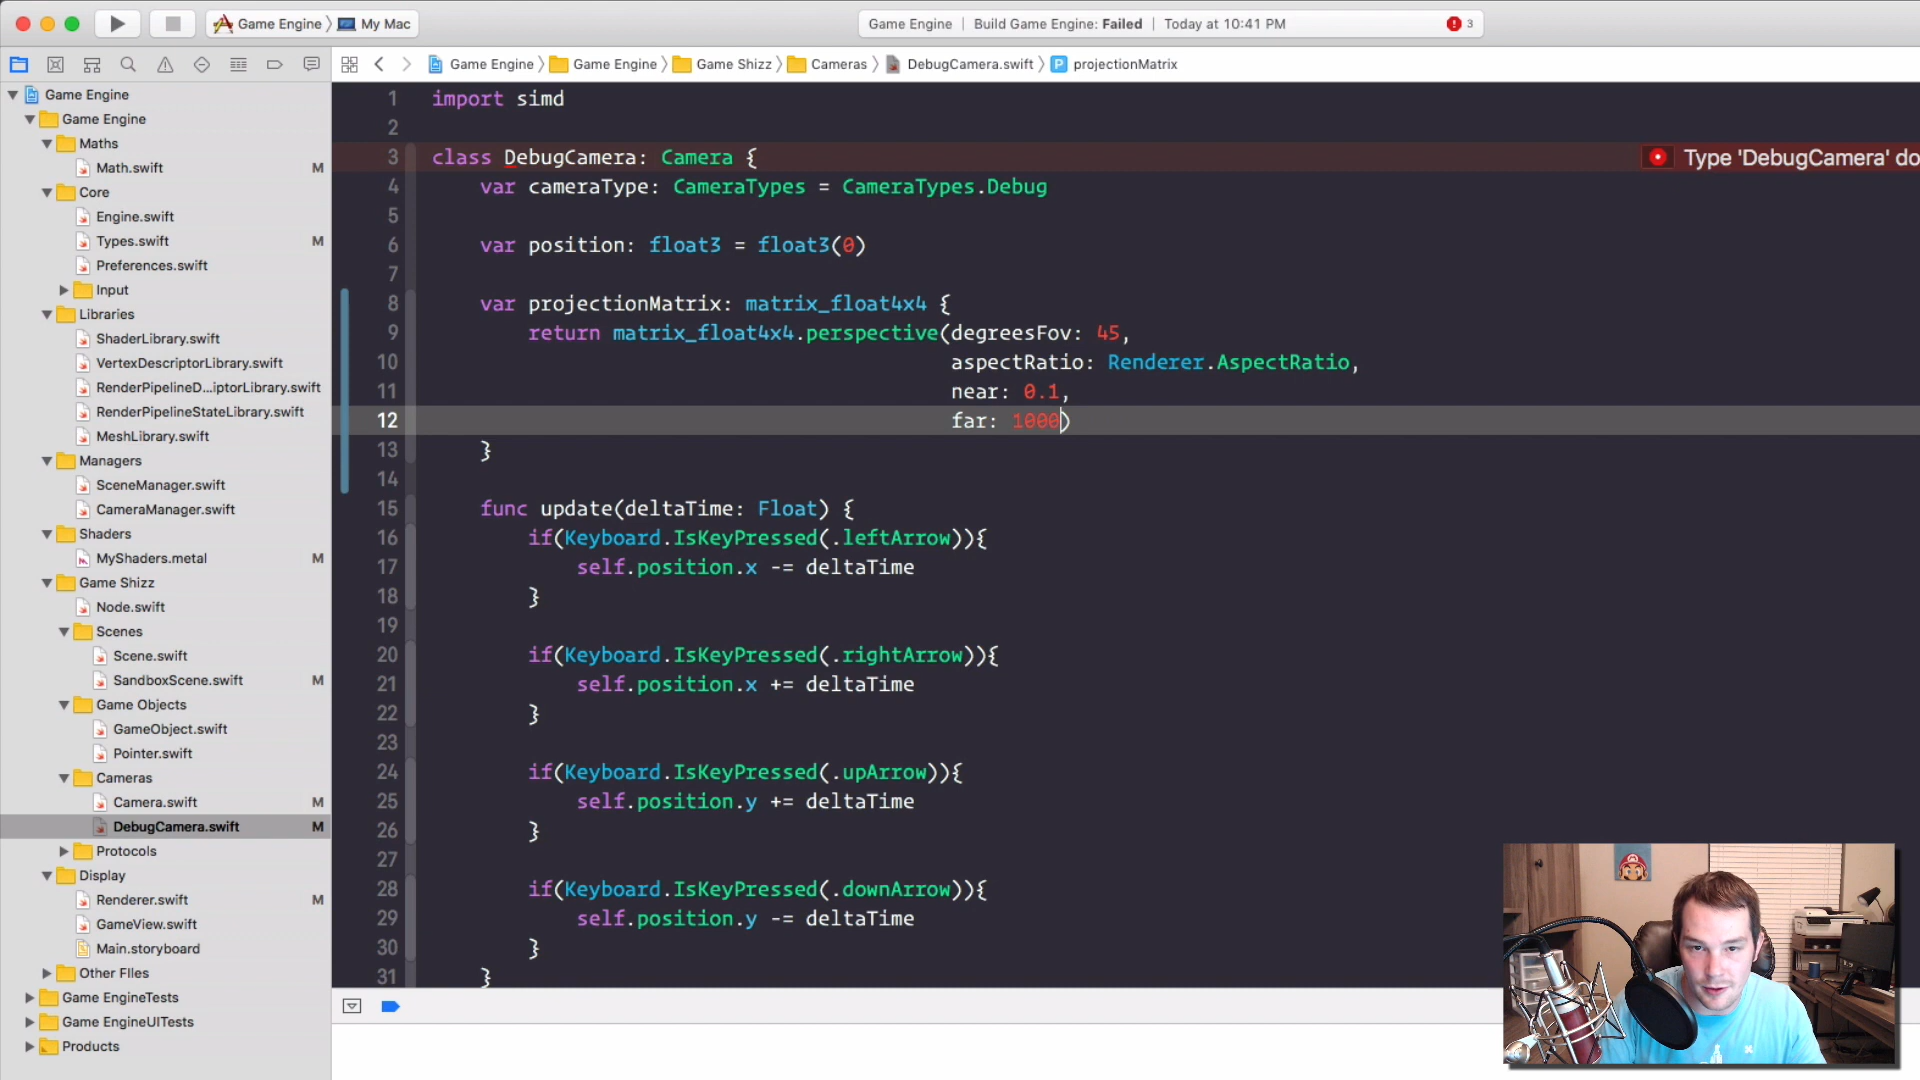 Game Engine
My Mac
Game Engine
Build Game Engine: Failed
Today at 10:41 PM
3
Game Engine
Game Engine
Game Shizz
Cameras
DebugCamera.swift
P
projectionMatrix
Game Engine
Game Engine
Maths
Math.swift M
Core
Engine.swift
Types.swift M
Preferences.swift
Input
Libraries
ShaderLibrary.swift
VertexDescriptorLibrary.swift
RenderPipelineD...iptorLibrary.swift
RenderPipelineStateLibrary.swift
MeshLibrary.swift
Managers
SceneManager.swift
CameraManager.swift
Shaders
MyShaders.metal M
Game Shizz
Node.swift
Scenes
Scene.swift
SandboxScene.swift M
Game Objects
GameObject.swift
Pointer.swift
Cameras
Camera.swift M
DebugCamera.swift M
Protocols
Display
Renderer.swift M
GameView.swift
Main.storyboard
Other FIles
Game EngineTests
Game EngineUITests
Products
1 import simd
2
3 class DebugCamera: Camera {
Type 'DebugCamera' do
4 var cameraType: CameraTypes = CameraTypes.Debug
5
6 var position: float3 = float3(0)
7
8 var projectionMatrix: matrix_float4x4 {
9 return matrix_float4x4.perspective(degreesFov: 45,
10 aspectRatio: Renderer.AspectRatio,
11 near: 0.1,
12 far: 1000)
13 }
14
15 func update(deltaTime: Float) {
16 if(Keyboard.IsKeyPressed(.leftArrow)){
17 self.position.x -= deltaTime
18 }
19
20 if(Keyboard.IsKeyPressed(.rightArrow)){
21 self.position.x += deltaTime
22 }
23
24 if(Keyboard.IsKeyPressed(.upArrow)){
25 self.position.y += deltaTime
26 }
27
28 if(Keyboard.IsKeyPressed(.downArrow)){
29 self.position.y -= deltaTime
30 }
31 }